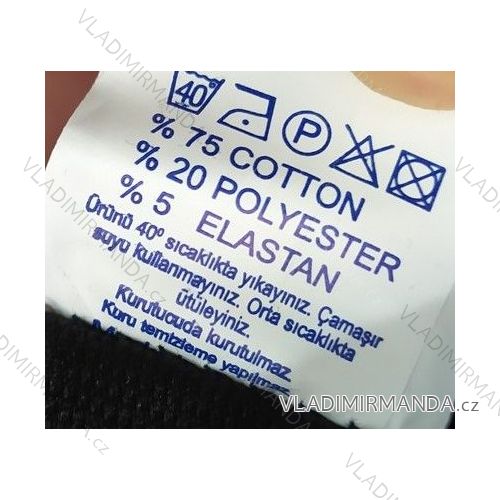 40 P
% 75 COTTON
% 20 POLYESTER
% 5 ELASTAN
Ürünü 40° sıcaklıkta yıkayınız. Çamaşır
suyu kullanmayınız. Orta sıcaklıkta
ütüleyiniz.
Kurutucuda kurutulmaz.
Kuru temizleme yapılmaz
VLADIMIRMANDA.cz